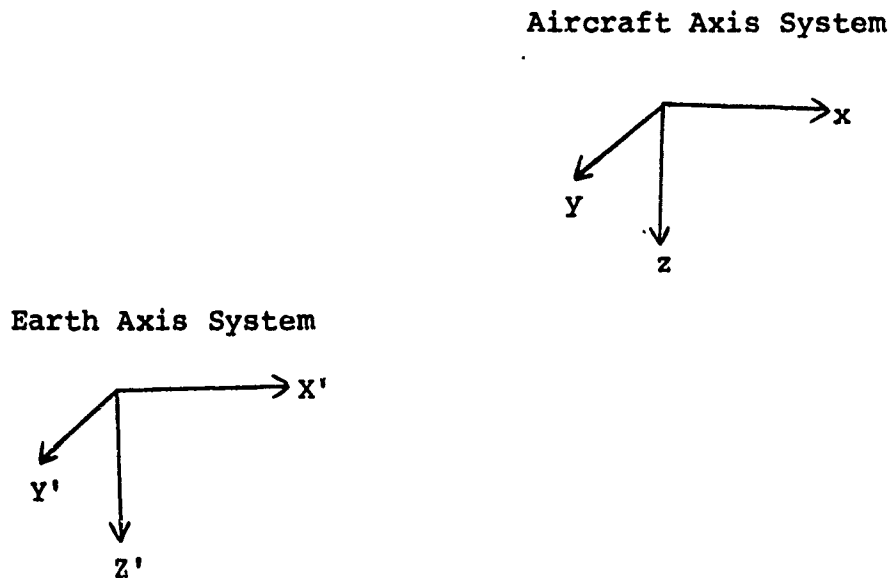 Aircraft Axis System
x
y
z
Earth Axis System
X'
Y'
Z'